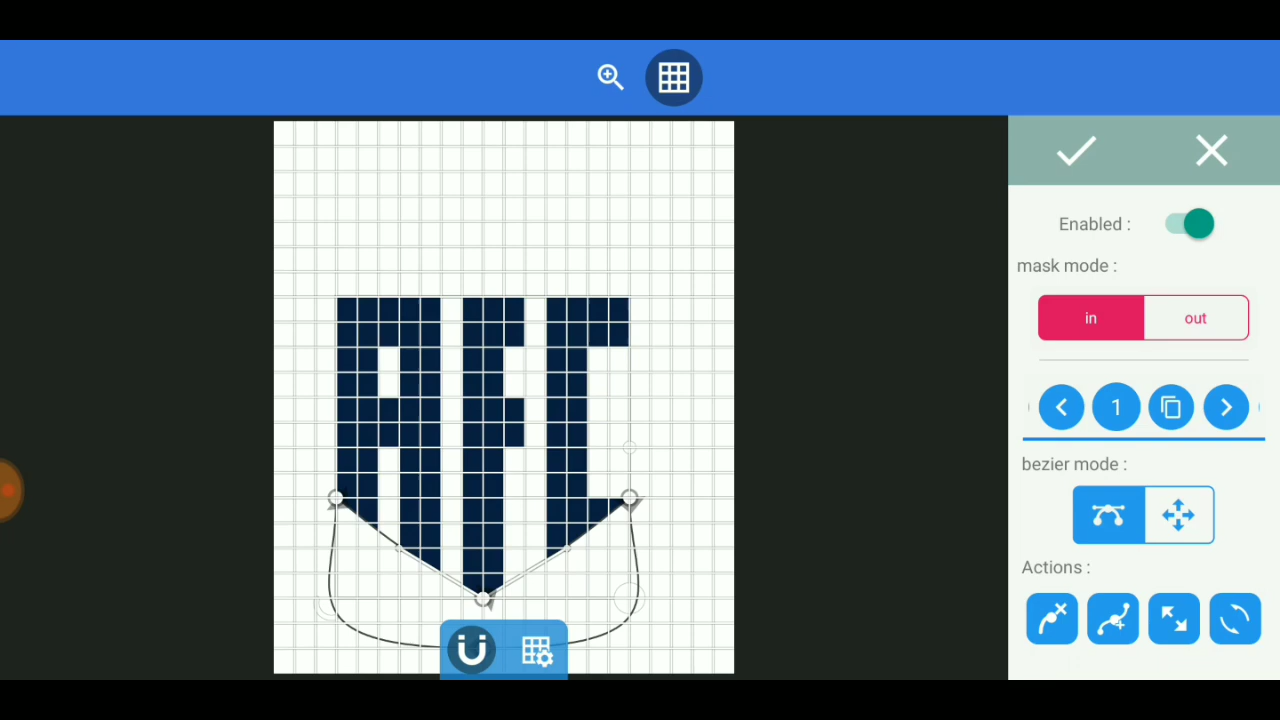 Enabled :
mask mode :
in out
1
bezier mode :
Actions :
AFC